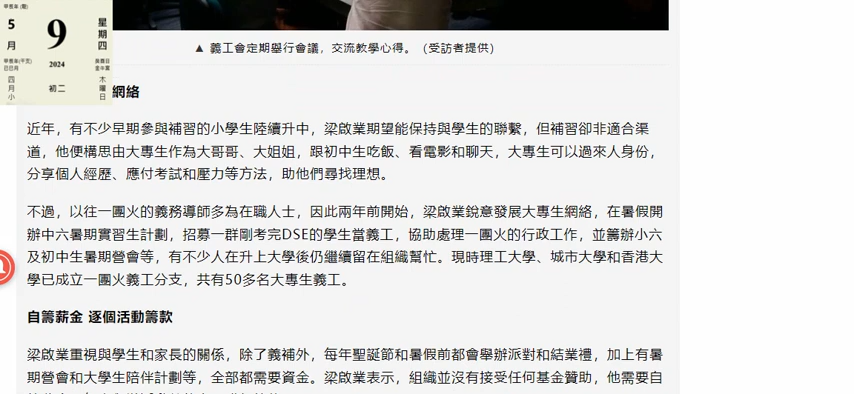 甲辰年(龍)
5
月
9
星
期
四
甲辰年(干支)
己巳月
2024
四
月
小
初二
木
曜
日
▲ 義工會定期舉行會議，交流教學心得。（受訪者提供）
網絡
近年，有不少早期參與補習的小學生陸續升中，梁啟業期望能保持與學生的聯繫，但補習卻非適合渠
道，他便構思由大專生作為大哥哥、大姐姐，跟初中生吃飯、看電影和聊天，大專生可以過來人身份，
分享個人經歷、應付考試和壓力等方法，助他們尋找理想。
不過，以往一團火的義務導師多為在職人士，因此兩年前開始，梁啟業銳意發展大專生網絡，在暑假開
辦中六暑期實習生計劃，招募一群剛考完DSE的學生當義工，協助處理一團火的行政工作，並籌辦小六
及初中生暑期營會等，有不少人在升上大學後仍繼續留在組織幫忙。現時理工大學、城市大學和香港大
學已成立一團火義工分支，共有50多名大專生義工。
自籌薪金 逐個活動籌款
梁啟業重視與學生和家長的關係，除了義補外，每年聖誕節和暑假前都會舉辦派對和結業禮，加上有暑
期營會和大學生陪伴計劃等，全部都需要資金。梁啟業表示，組織並沒有接受任何基金贊助，他需要自